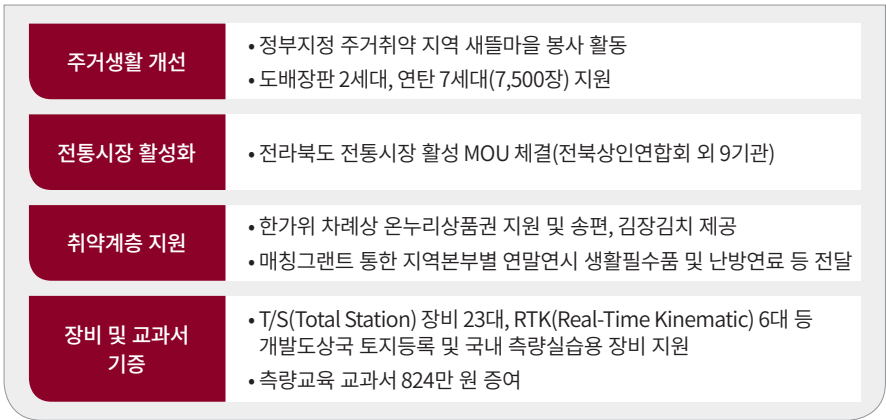 주거생활 개선
• 정부지정 주거취약 지역 새뜰마을 봉사 활동
• 도배장판 2세대, 연탄 7세대(7,500장) 지원
전통시장 활성화
• 전라북도 전통시장 활성 MOU 체결(전북상인연합회 외 9기관)
취약계층 지원
• 한가위 차례상 온누리상품권 지원 및 송편, 김장김치 제공
• 매칭그랜트 통한 지역본부별 연말연시 생활필수품 및 난방연료 등 전달
장비 및 교과서
기증
• T/S(Total Station) 장비 23대, RTK(Real-Time Kinematic) 6대 등
개발도상국 토지등록 및 국내 측량실습용 장비 지원
• 측량교육 교과서 824만 원 증여